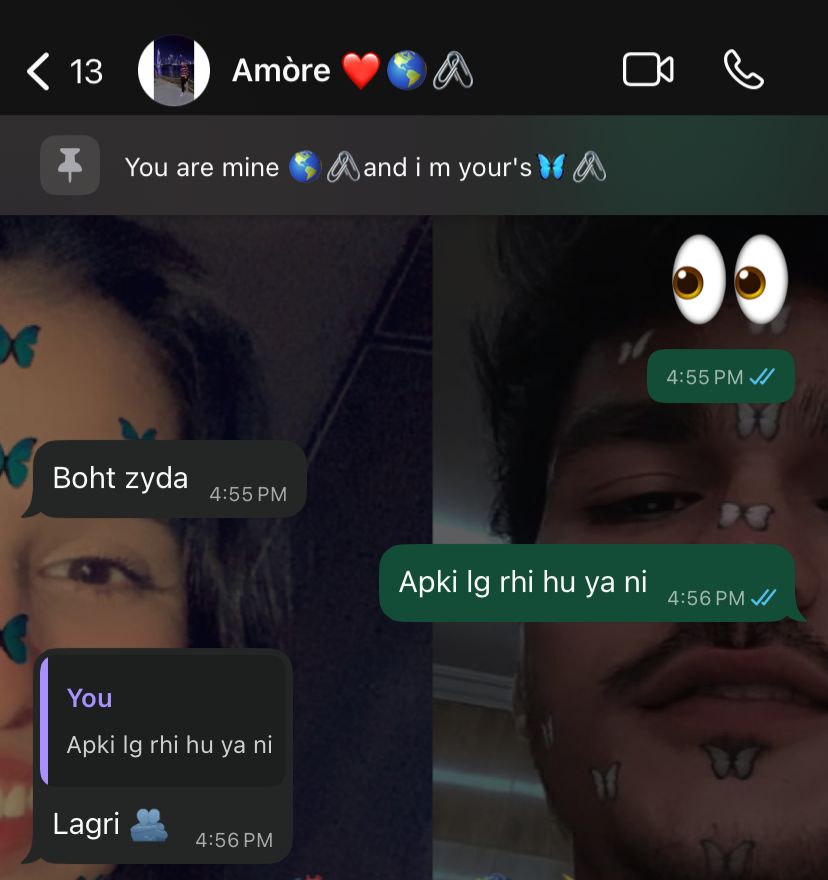 13
Amòre ❤️🌎🖇️
You are mine 🌎🖇️and i m your's🦋🖇️
👀
4:55 PM
Boht zyda
4:55 PM
Apki lg rhi hu ya ni
4:56 PM
You
Apki lg rhi hu ya ni
Lagri 🫂
4:56 PM